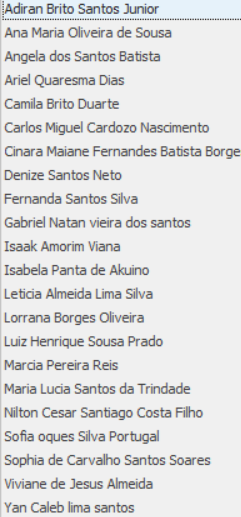 Adiran Brito Santos Junior
Ana Maria Oliveira de Sousa
Angela dos Santos Batista
Ariel Quaresma Dias
Camila Brito Duarte
Carlos Miguel Cardozo Nascimento
Cinara Maiane Fernandes Batista Borge
Denize Santos Neto
Fernanda Santos Silva
Gabriel Natan vieira dos santos
Isaak Amorim Viana
Isabela Panta de Akuino
Leticia Almeida Lima Silva
Lorrana Borges Oliveira
Luiz Henrique Sousa Prado
Marcia Pereira Reis
Maria Lucia Santos da Trindade
Nilton Cesar Santiago Costa Filho
Sofia oques Silva Portugal
Sophia de Carvalho Santos Soares
Viviane de Jesus Almeida
Yan Caleb lima santos